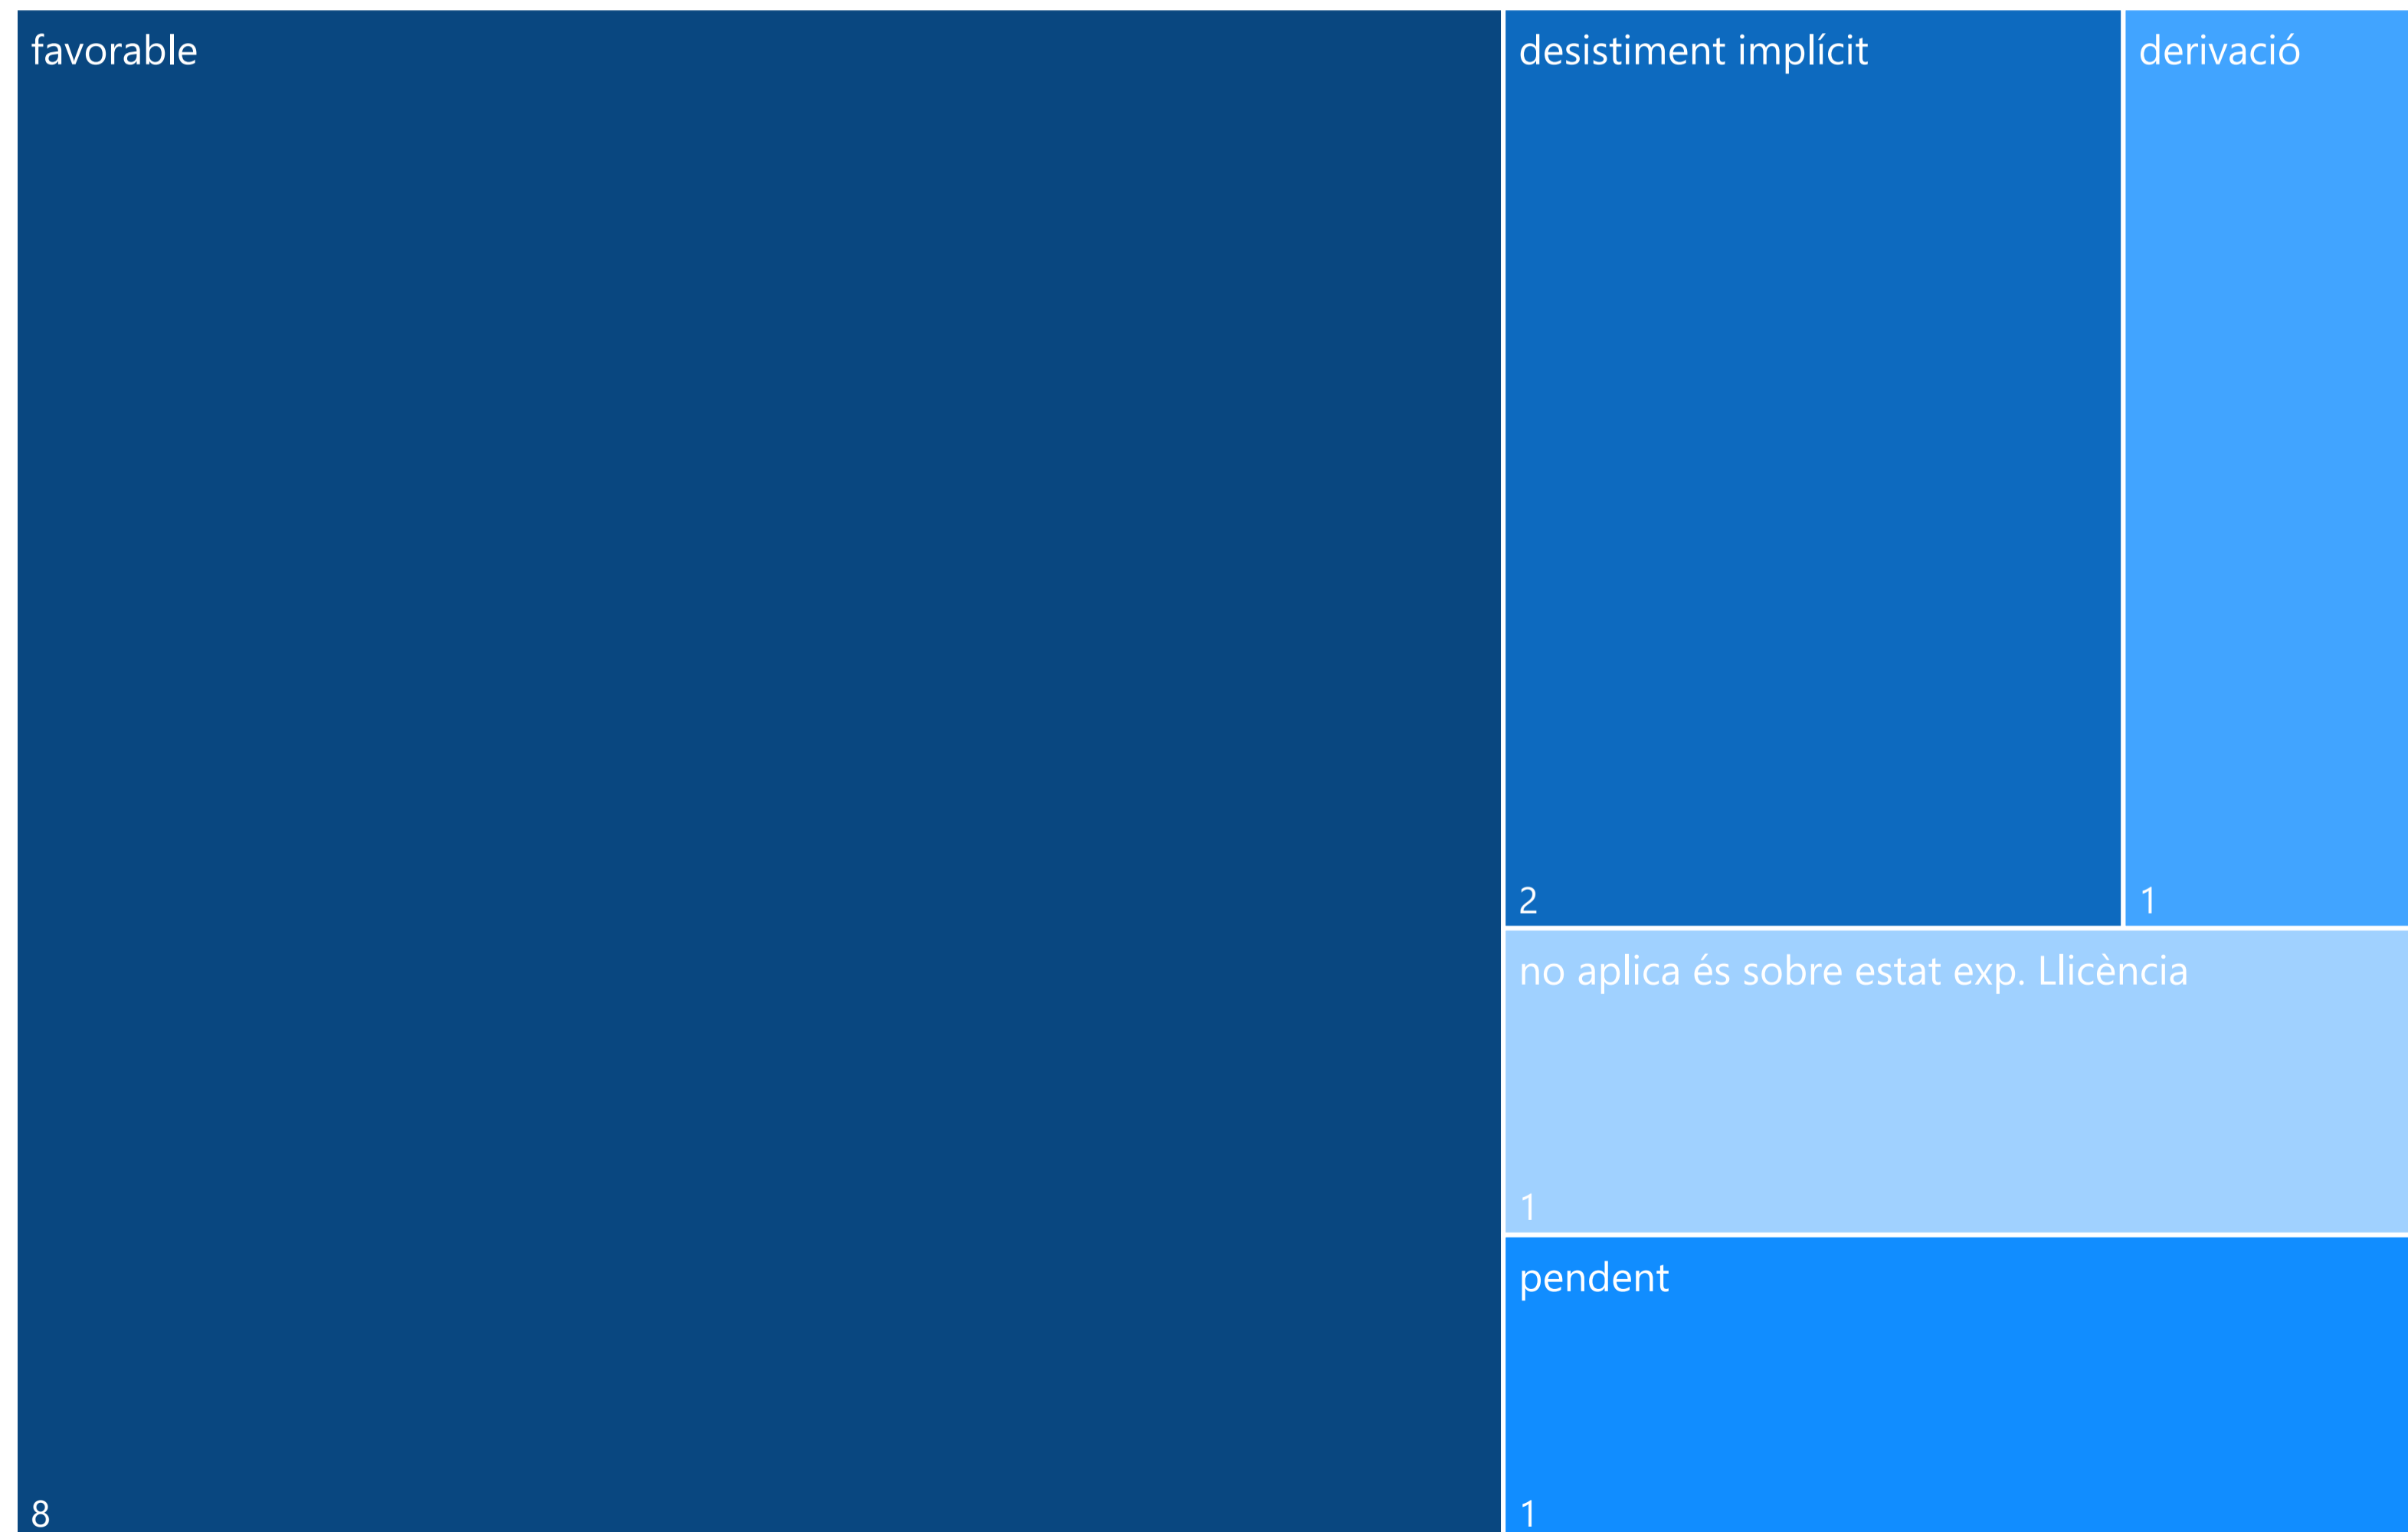 favorable
8
desistiment implícit
2
derivació
1
no aplica és sobre estat exp. Llicència
1
pendent
1